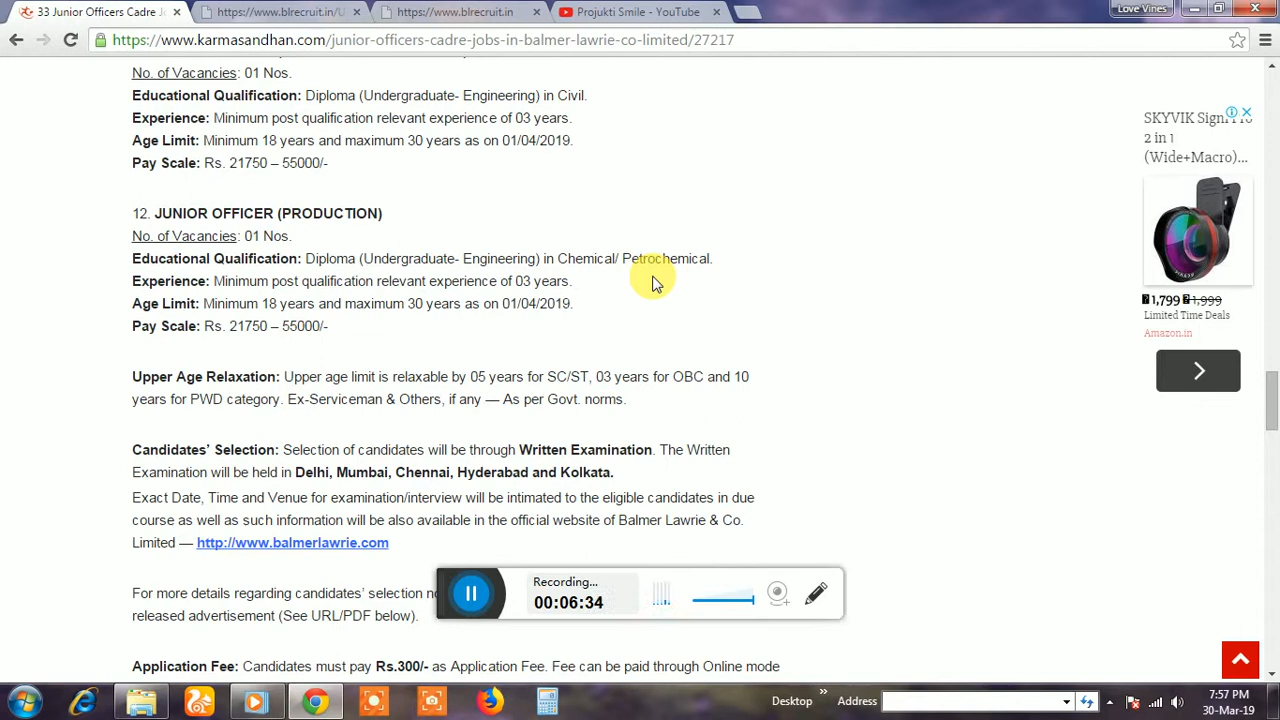 33 Junior Officers Cadre J
https://www.blrecruit.in/U
https://www.blrecruit.in
Projukti Smile - YouTube
Love Vines
https://www.karmasandhan.com/junior-officers-cadre-jobs-in-balmer-lawrie-co-limited/27217
No. of Vacancies: 01 Nos.
Educational Qualification: Diploma (Undergraduate- Engineering) in Civil.
Experience: Minimum post qualification relevant experience of 03 years.
Age Limit: Minimum 18 years and maximum 30 years as on 01/04/2019.
Pay Scale: Rs. 21750 – 55000/-
12. JUNIOR OFFICER (PRODUCTION)
No. of Vacancies: 01 Nos.
Educational Qualification: Diploma (Undergraduate- Engineering) in Chemical/ Petrochemical.
Experience: Minimum post qualification relevant experience of 03 years.
Age Limit: Minimum 18 years and maximum 30 years as on 01/04/2019.
Pay Scale: Rs. 21750 – 55000/-
Upper Age Relaxation: Upper age limit is relaxable by 05 years for SC/ST, 03 years for OBC and 10
years for PWD category. Ex-Serviceman & Others, if any — As per Govt. norms.
Candidates' Selection: Selection of candidates will be through Written Examination. The Written
Examination will be held in Delhi, Mumbai, Chennai, Hyderabad and Kolkata.
Exact Date, Time and Venue for examination/interview will be intimated to the eligible candidates in due
course as well as such information will be also available in the official website of Balmer Lawrie & Co.
Limited — http://www.balmerlawrie.com
For more details regarding candidates' selection
released advertisement (See URL/PDF below).
Application Fee: Candidates must pay Rs.300/- as Application Fee. Fee can be paid through Online mode
SKYVIK
2 in 1
(Wide+Macro)...
1,799 1,999
Limited Time Deals
Amazon.in
Recording...
00:06:34
Desktop
Address
7:57 PM
30-Mar-19